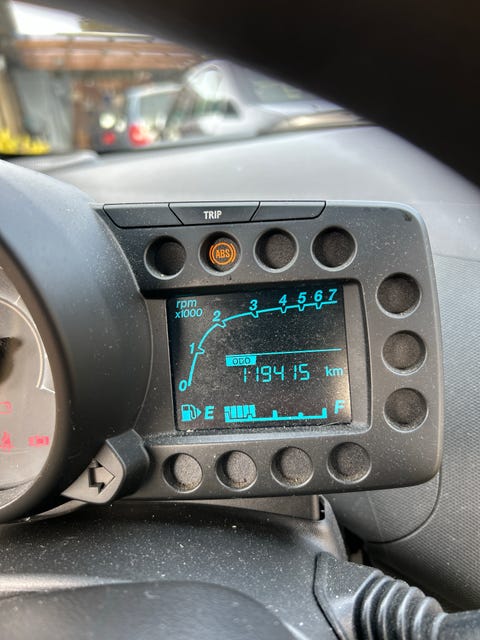 TRIP
ABS
rpm
x1000
0 1 2 3 4 5 6 7
ODO
119415 km
E F